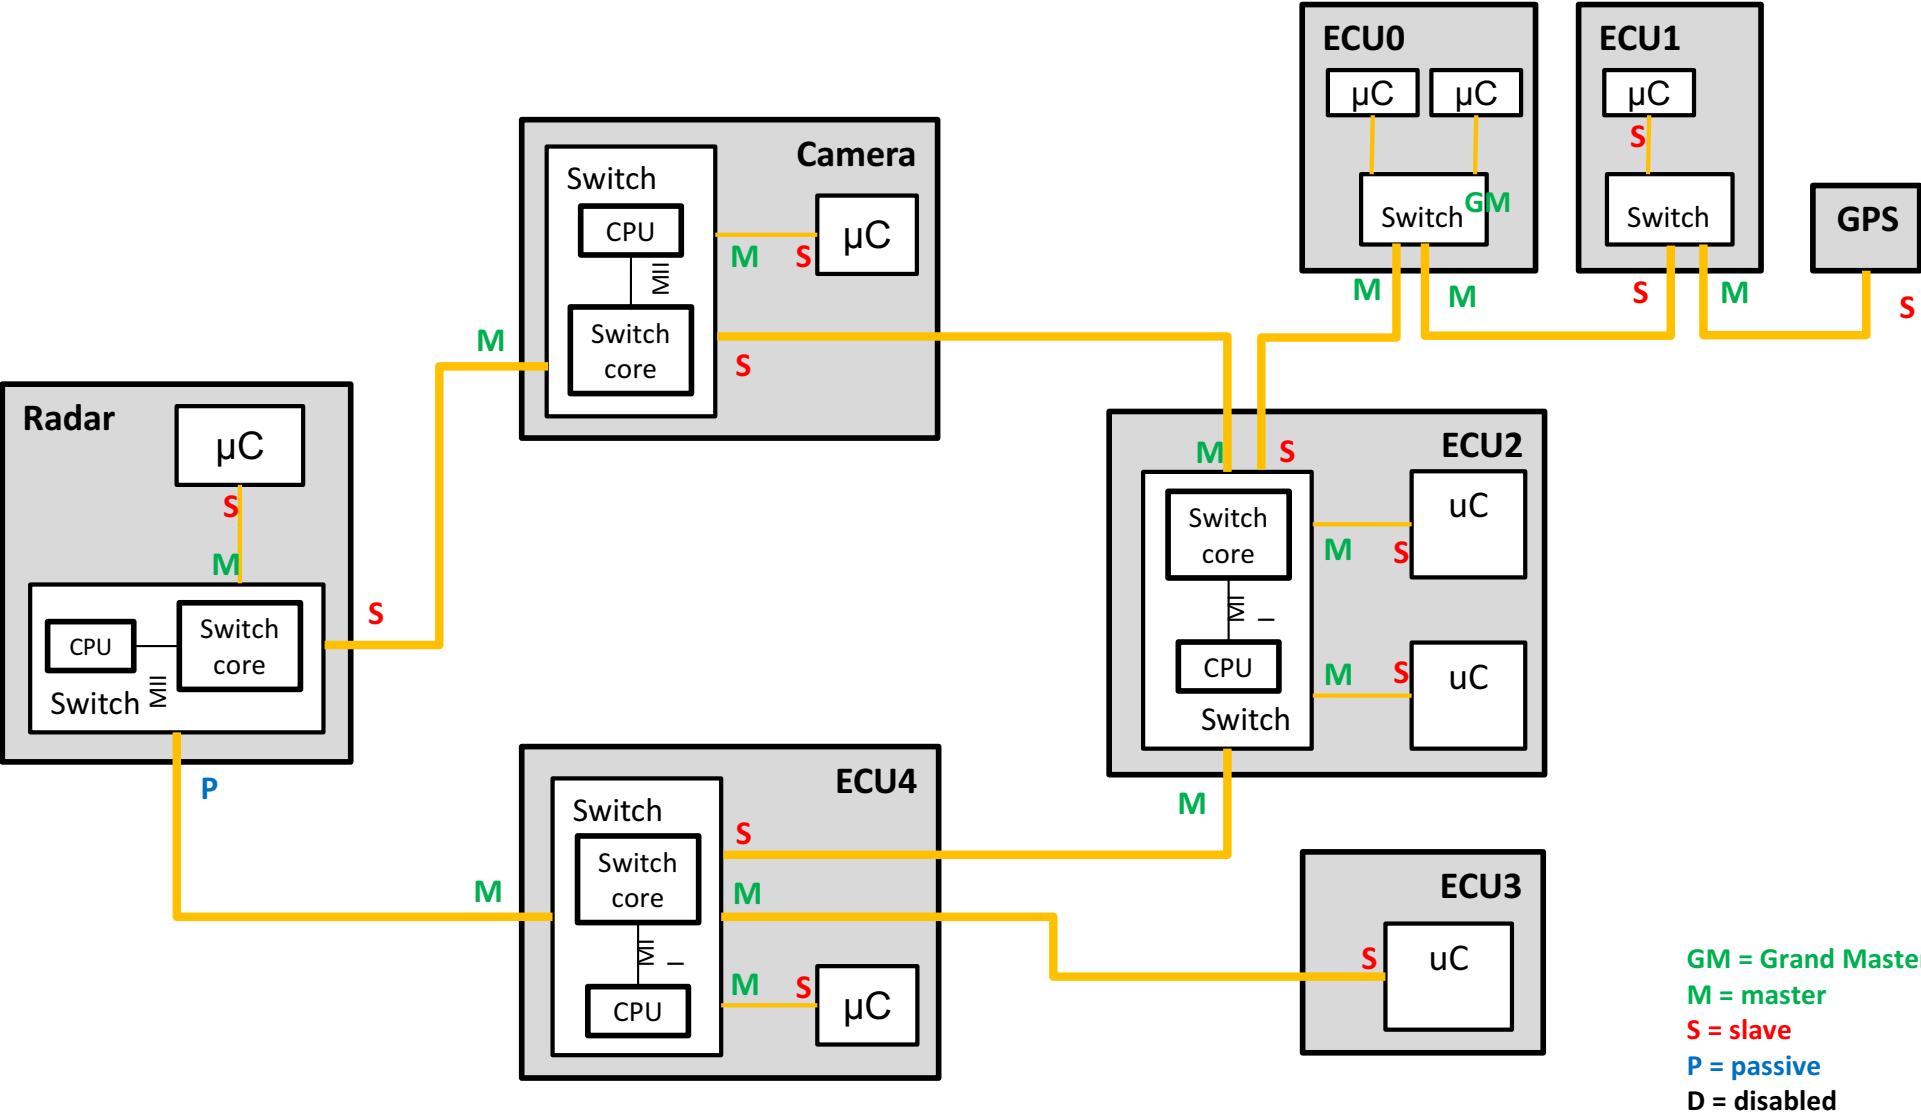 ECU0
µC
µC
Switch
GM
M
M
ECU1
µC
S
Switch
S
M
GPS
S
Camera
Switch
CPU
MII
Switch
core
M
S
µC
M
S
Radar
µC
S
M
CPU
MII
Switch
core
Switch
S
P
ECU2
M
S
Switch
core
MII
CPU
Switch
M
S
uC
M
S
uC
M
ECU4
Switch
Switch
core
MII
CPU
S
M
M
M
S
µC
ECU3
S
uC
GM = Grand Master
M = master
S = slave
P = passive
D = disabled